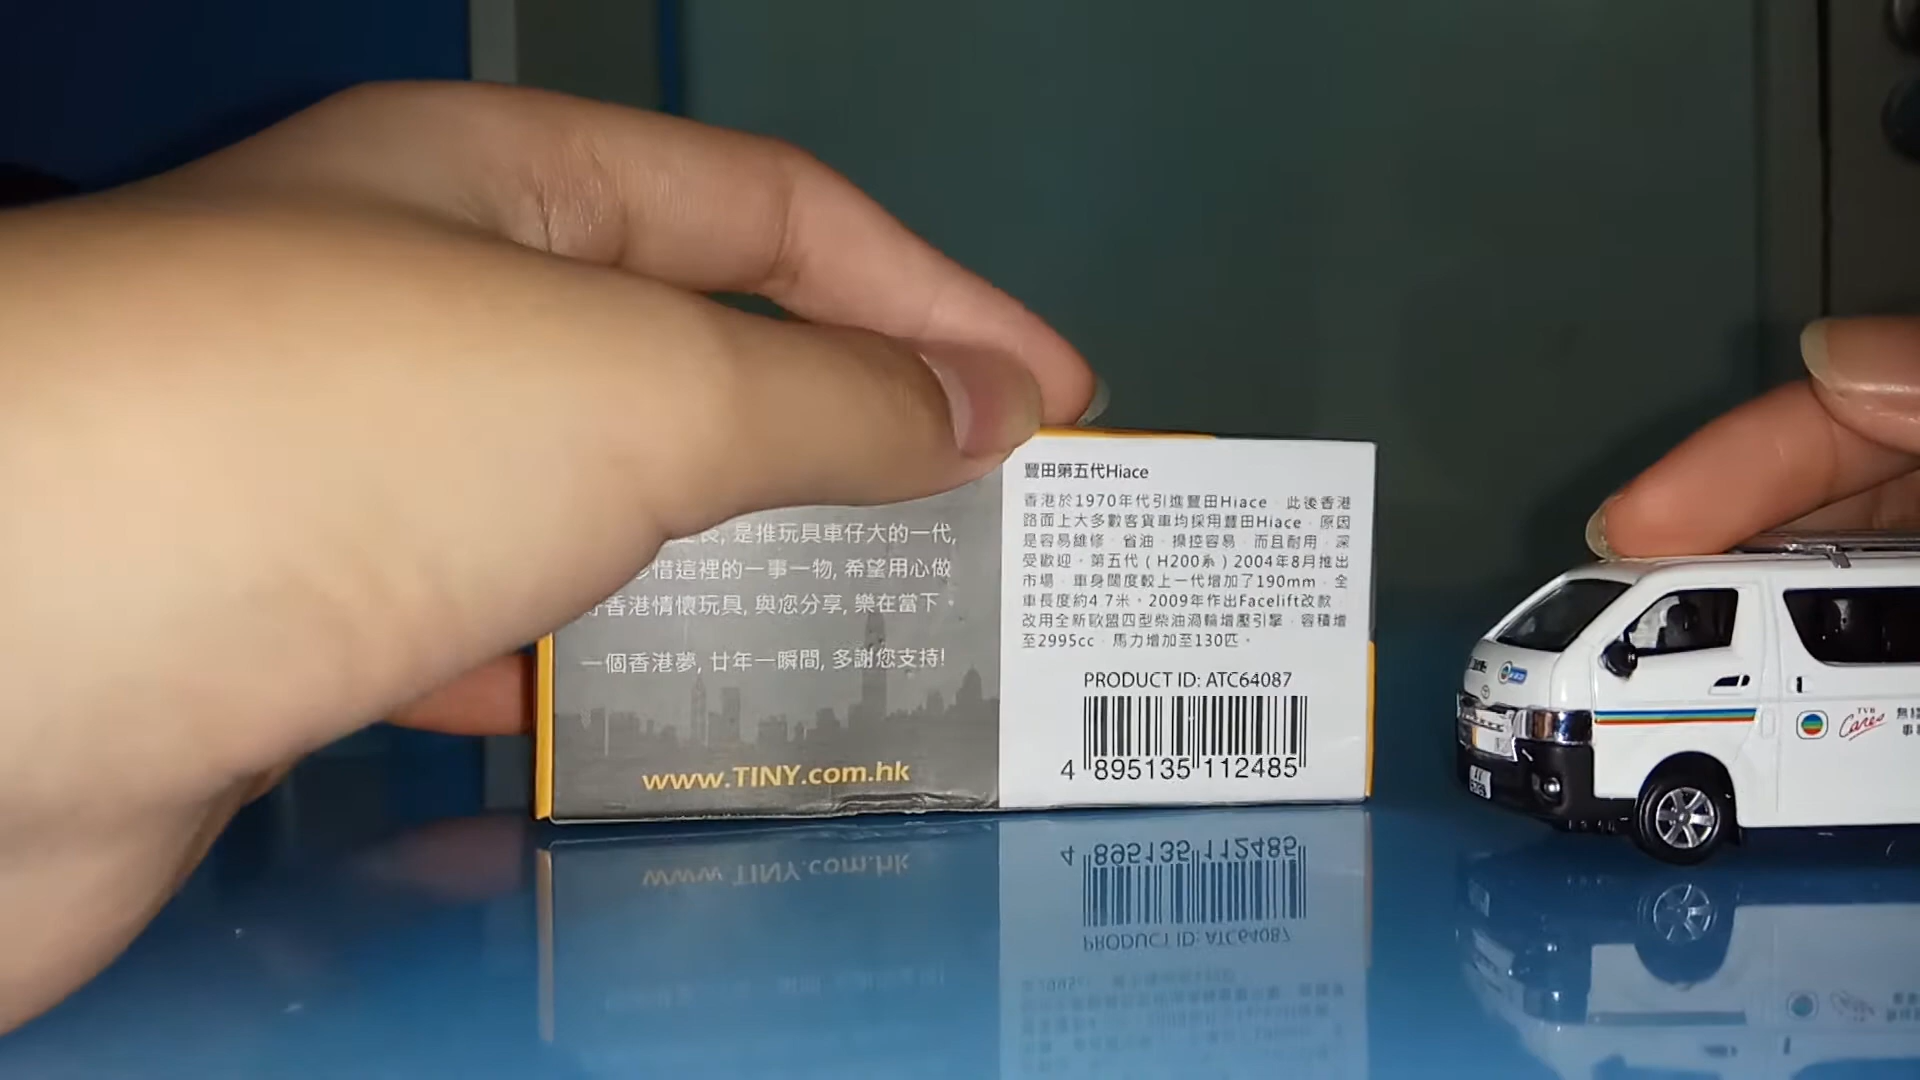 是推玩具車仔大的一代,
惜這裡的一事一物, 希望用心做
香港情懷玩具, 與您分享, 樂在當下。
一個香港夢, 廿年一瞬間, 多謝您支持!
www.TINY.com.hk
豐田第五代Hiace
香港於1970年代引進豐田Hiace，此後香港
路面上大多數客貨車均採用豐田Hiace，原因
是容易維修、省油、操控容易，而且耐用，深
受歡迎。第五代（H200系）2004年8月推出
市場，車身闊度較上一代增加了190mm，全
車長度約4.7米。2009年作出Facelift改款，
改用全新歐盟四型柴油渦輪增壓引擎，容積增
至2995cc，馬力增加至130匹。
PRODUCT ID: ATC64087
4 895135 112485
TVB
Cares